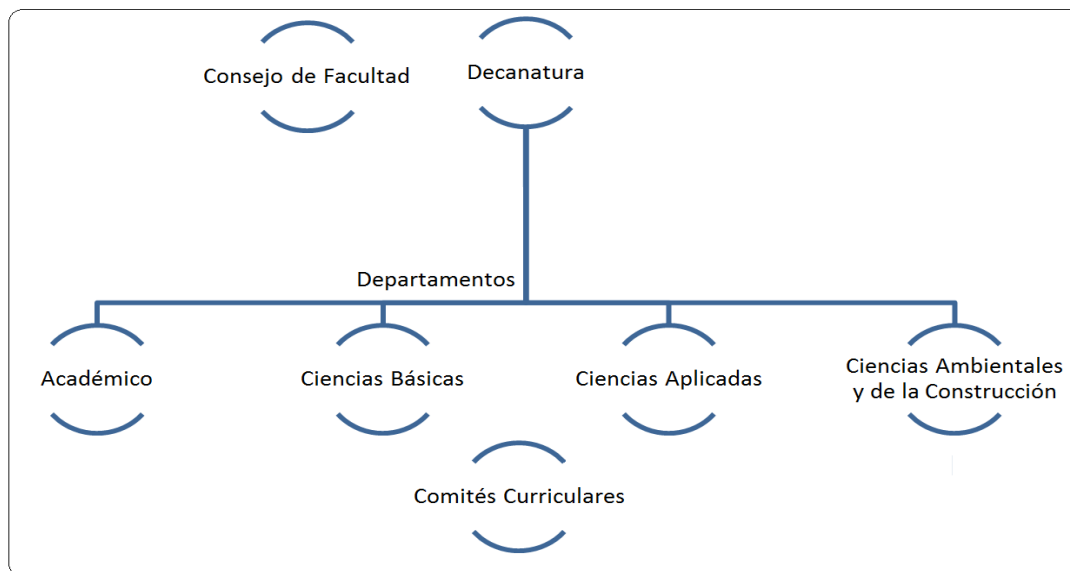 Consejo de Facultad
Decanatura
Departamentos
Académico
Ciencias Básicas
Ciencias Aplicadas
Ciencias Ambientales
y de la Construcción
Comités Curriculares